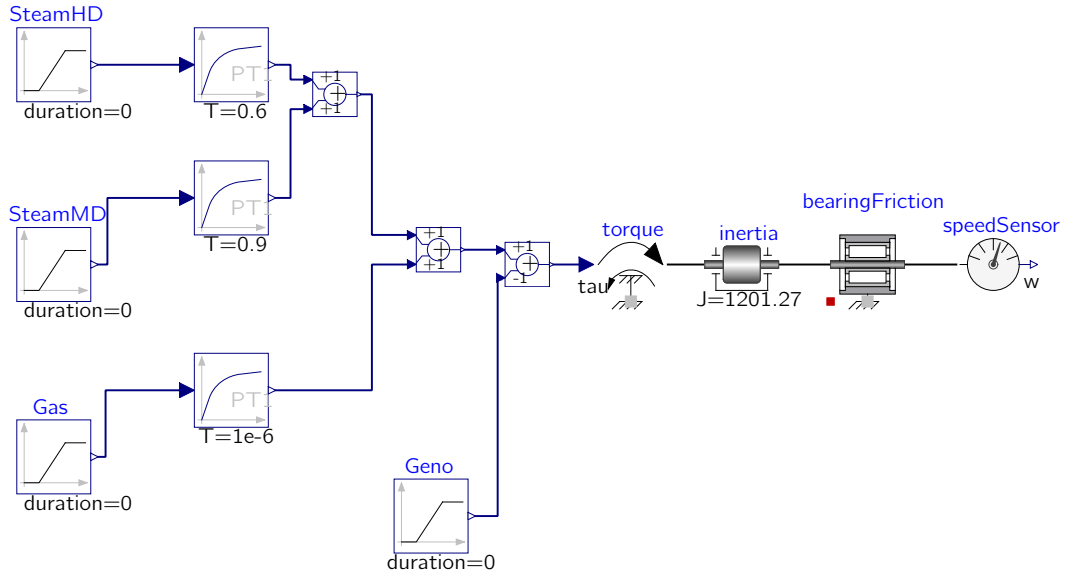 SteamHD
PT1
+1
+1
duration=0
T=0.6
SteamMD
PT1
T=0.9
duration=0
bearingFriction
torque
inertia
speedSensor
+1
+1
+1
-1
tau
J=1201.27
w
Gas
PT1
T=1e-6
duration=0
Geno
duration=0